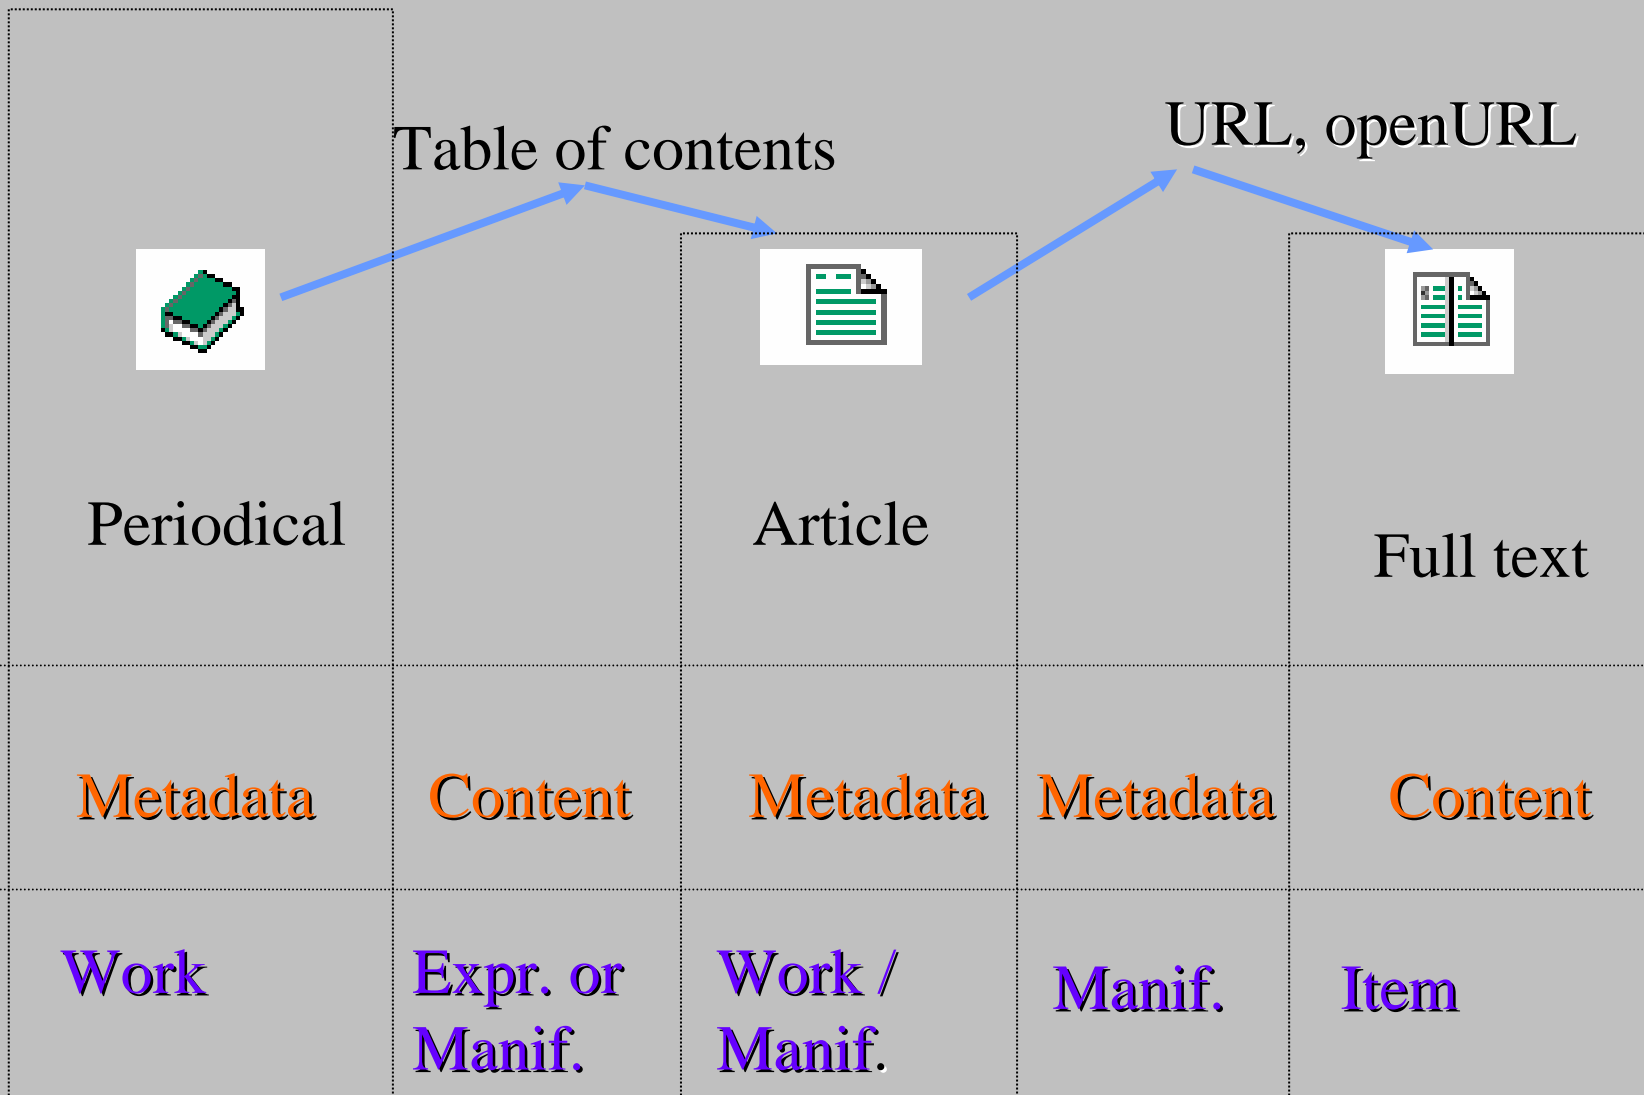 Table of contents
URL, openURL
Periodical
Article
Full text
Metadata
Content
Metadata
Metadata
Content
Work
Expr. or
Manif.
Work /
Manif.
Manif.
Item